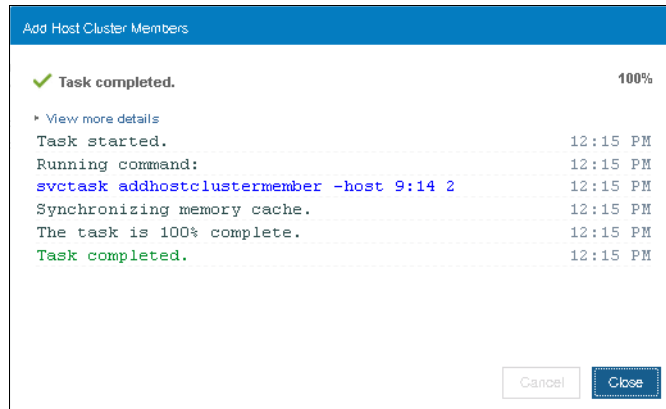 Add Host Cluster Members
Task completed. 100%
View more details
Task started. 12:15 PM
Running command: 12:15 PM
svctask addhostclustermember -host 9:14 2 12:15 PM
Synchronizing memory cache. 12:15 PM
The task is 100% complete. 12:15 PM
Task completed. 12:15 PM
Cancel Close